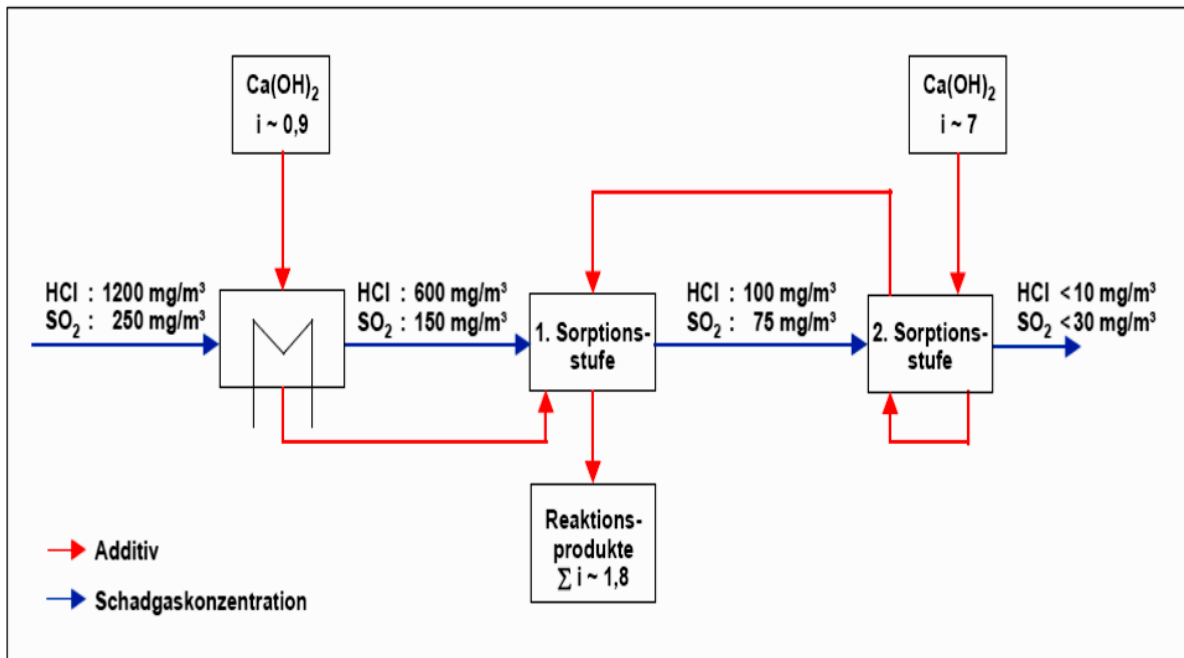 Ca(OH)₂
i ~ 0,9
Ca(OH)₂
i ~ 7
HCl : 1200 mg/m³
SO₂ : 250 mg/m³
HCl : 600 mg/m³
SO₂ : 150 mg/m³
1. Sorptions-
stufe
HCl : 100 mg/m³
SO₂ : 75 mg/m³
2. Sorptions-
stufe
HCl < 10 mg/m³
SO₂ < 30 mg/m³
Reaktions-
produkte
∑ i ~ 1,8
Additiv
Schadgaskonzentration